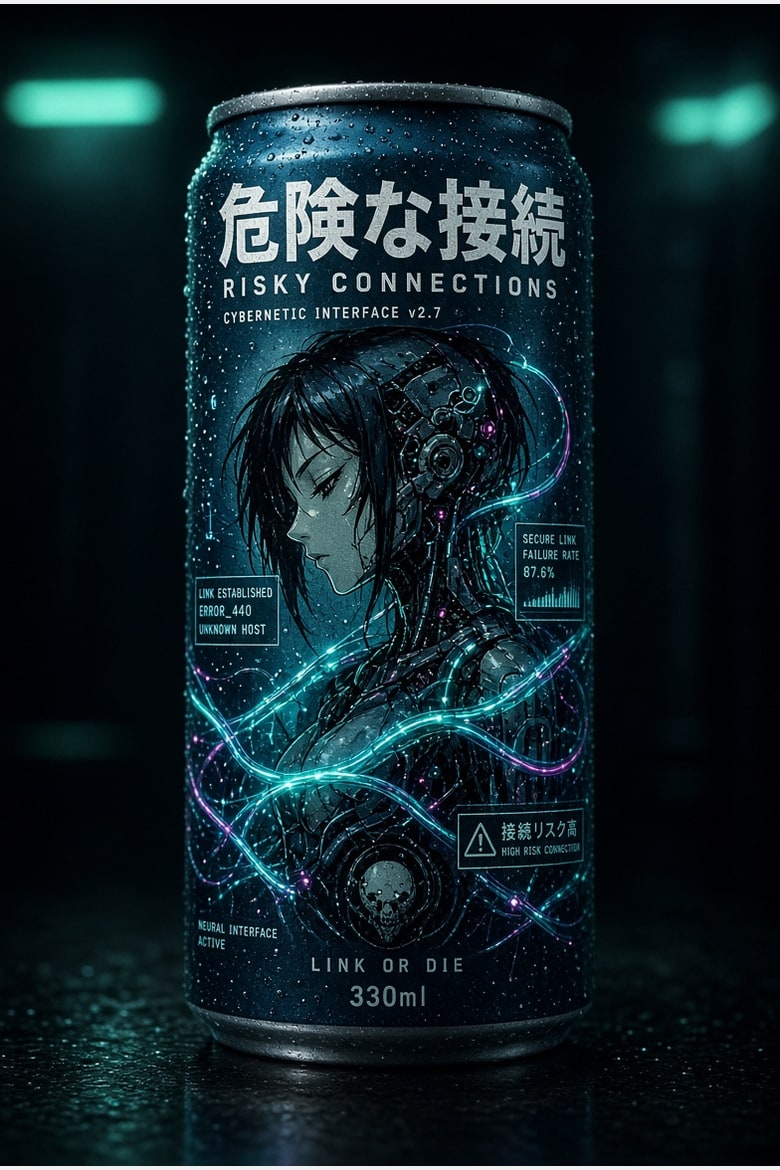 危険な接続
RISKY CONNECTIONS
CYBERNETIC INTERFACE v2.7
SECURE LINK
FAILURE RATE
87.6%
LINK ESTABLISHED
ERROR_440
UNKNOWN HOST
接続リスク高
HIGH RISK CONNECTION
NEURAL INTERFACE
ACTIVE
LINK OR DIE
330ml